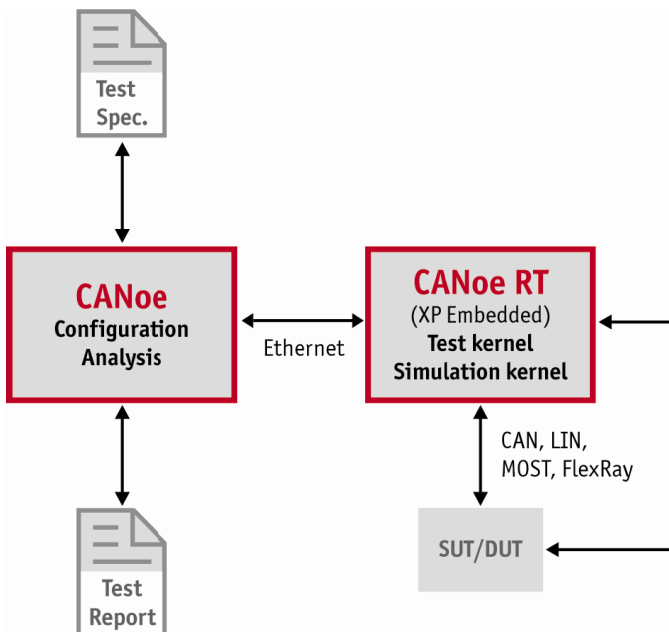 Test
Spec.
CANoe
Configuration
Analysis
Ethernet
CANoe RT
(XP Embedded)
Test kernel
Simulation kernel
CAN, LIN,
MOST, FlexRay
SUT/DUT
Test
Report